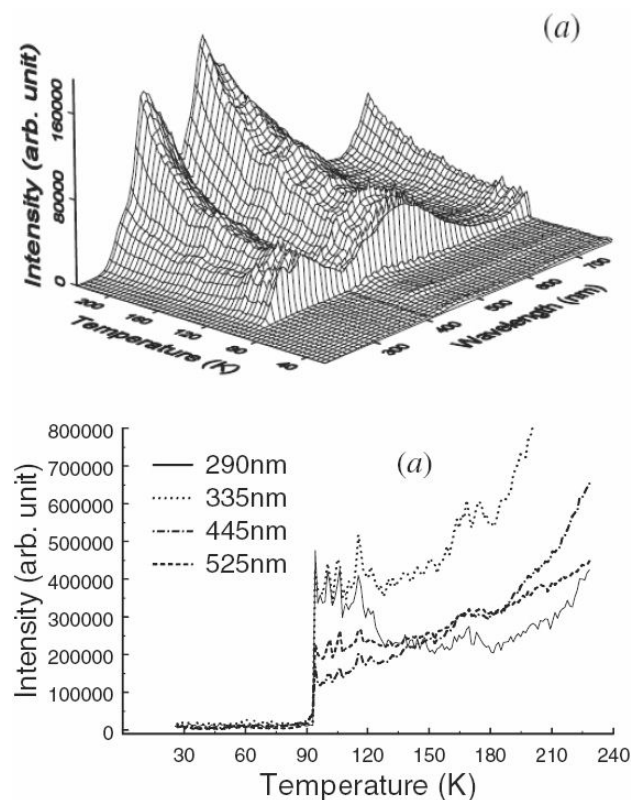 (a)
Intensity (arb. unit)
160000
80000
0
200
160
120
80
40
Temperature (K)
300
400
500
600
700
Wavelength (nm)
800000
700000
600000
500000
400000
300000
200000
100000
0
Intensity (arb. unit)
290nm
335nm
445nm
525nm
(a)
30 60 90 120 150 180 210 240
Temperature (K)